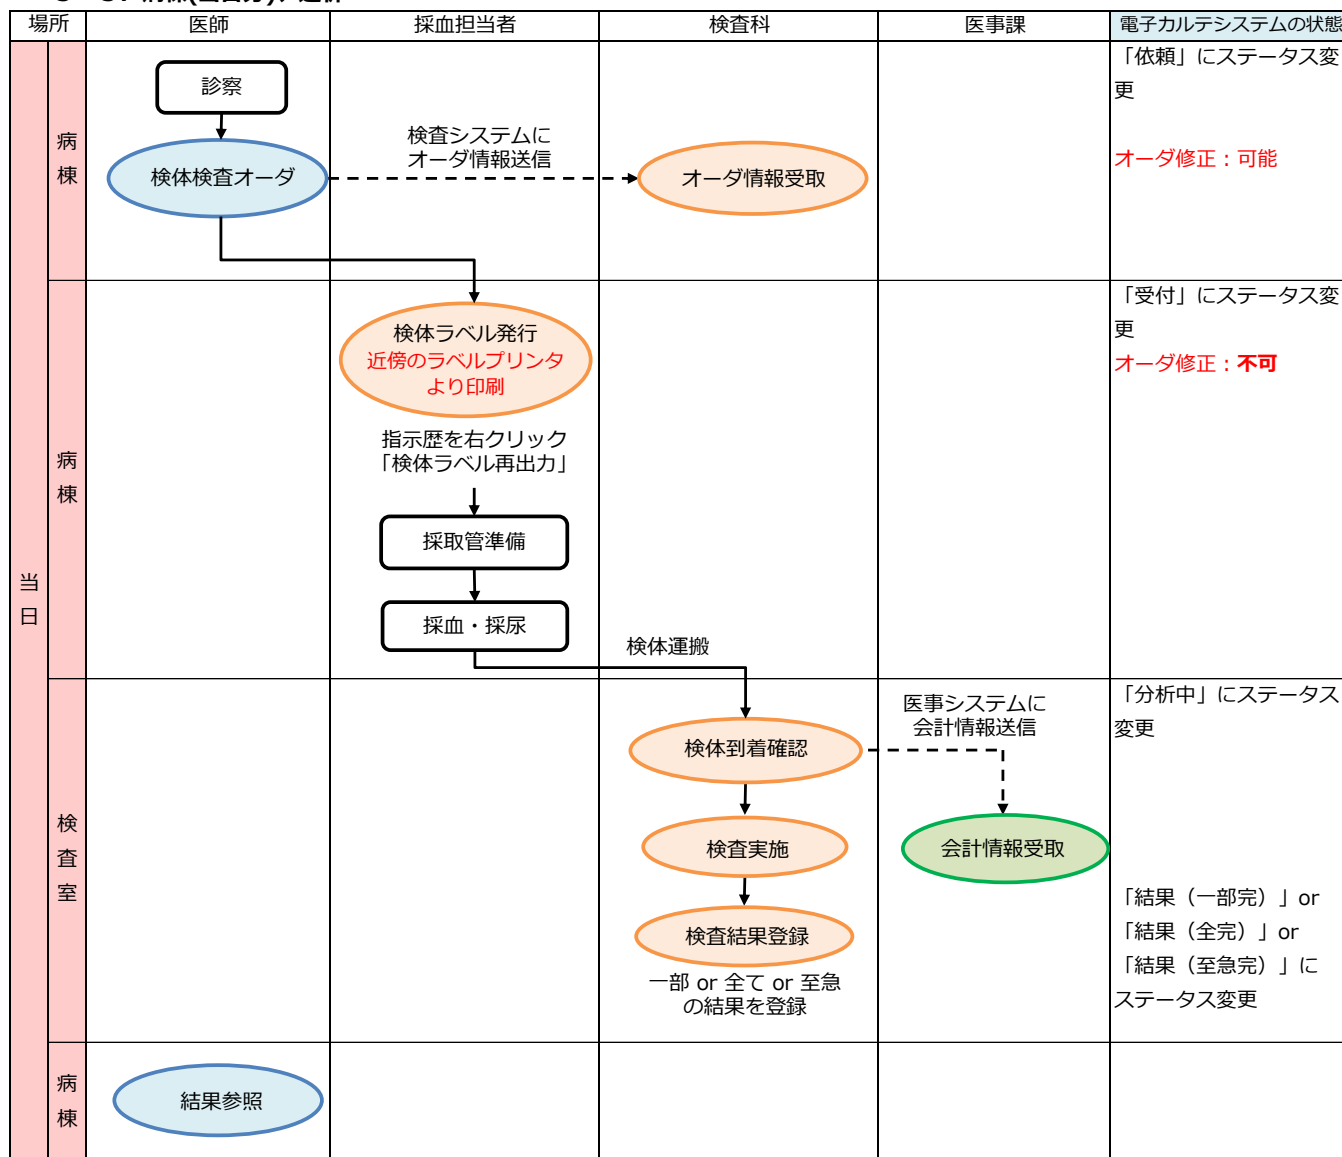 場所
医師
採血担当者
検査科
医事課
電子カルテシステムの状態
当日
病棟
診察
検体検査オーダ
検査システムに
オーダ情報送信
オーダ情報受取
「依頼」にステータス変
更
オーダ修正：可能
病棟
検体ラベル発行
近傍のラベルプリンタ
より印刷
指示歴を右クリック
「検体ラベル再出力」
採取管準備
採血・採尿
検体運搬
「受付」にステータス変
更
オーダ修正：不可
検査室
検体到着確認
医事システムに
会計情報送信
検査実施
会計情報受取
検査結果登録
一部 or 全て or 至急
の結果を登録
「分析中」にステータス
変更
「結果（一部完）」or
「結果（全完）」or
「結果（至急完）」に
ステータス変更
病棟
結果参照